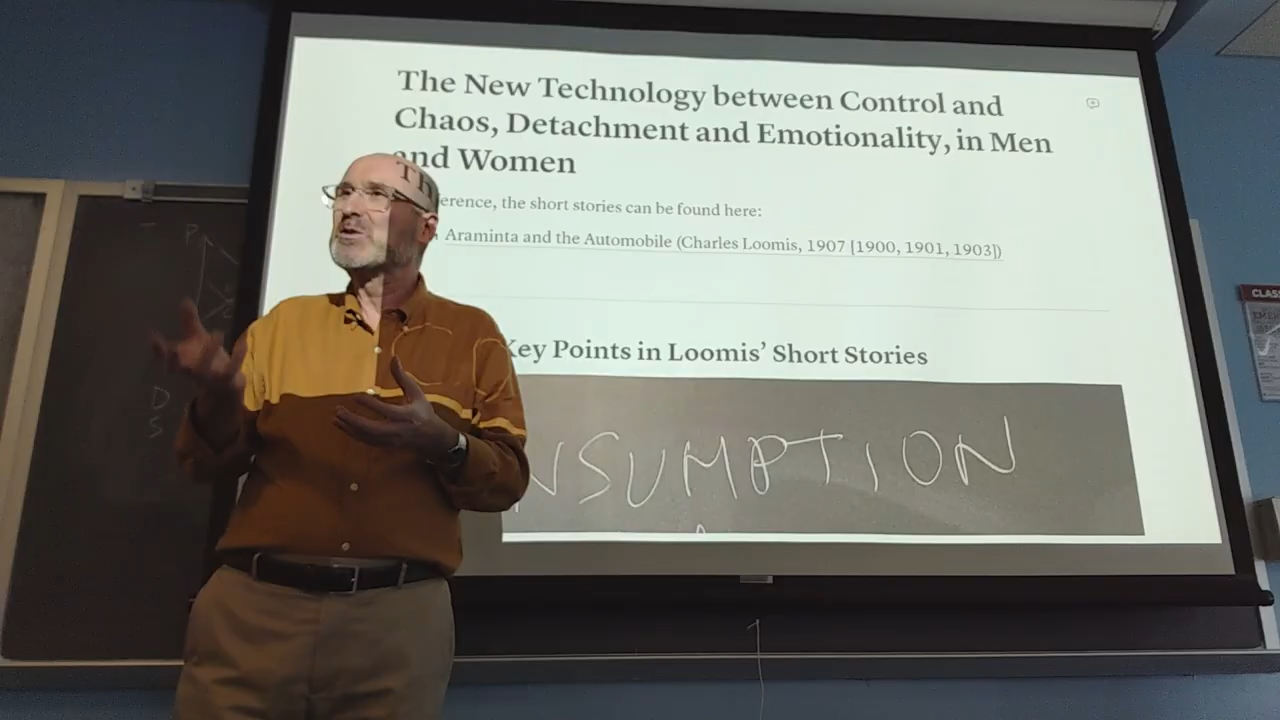 The New Technology between Control and
Chaos, Detachment and Emotionality, in Men
and Women
erence, the short stories can be found here:
Araminta and the Automobile (Charles Loomis, 1907 [1900, 1901, 1903])
Key Points in Loomis' Short Stories
NSUMPTION
P
D
S
CLAS